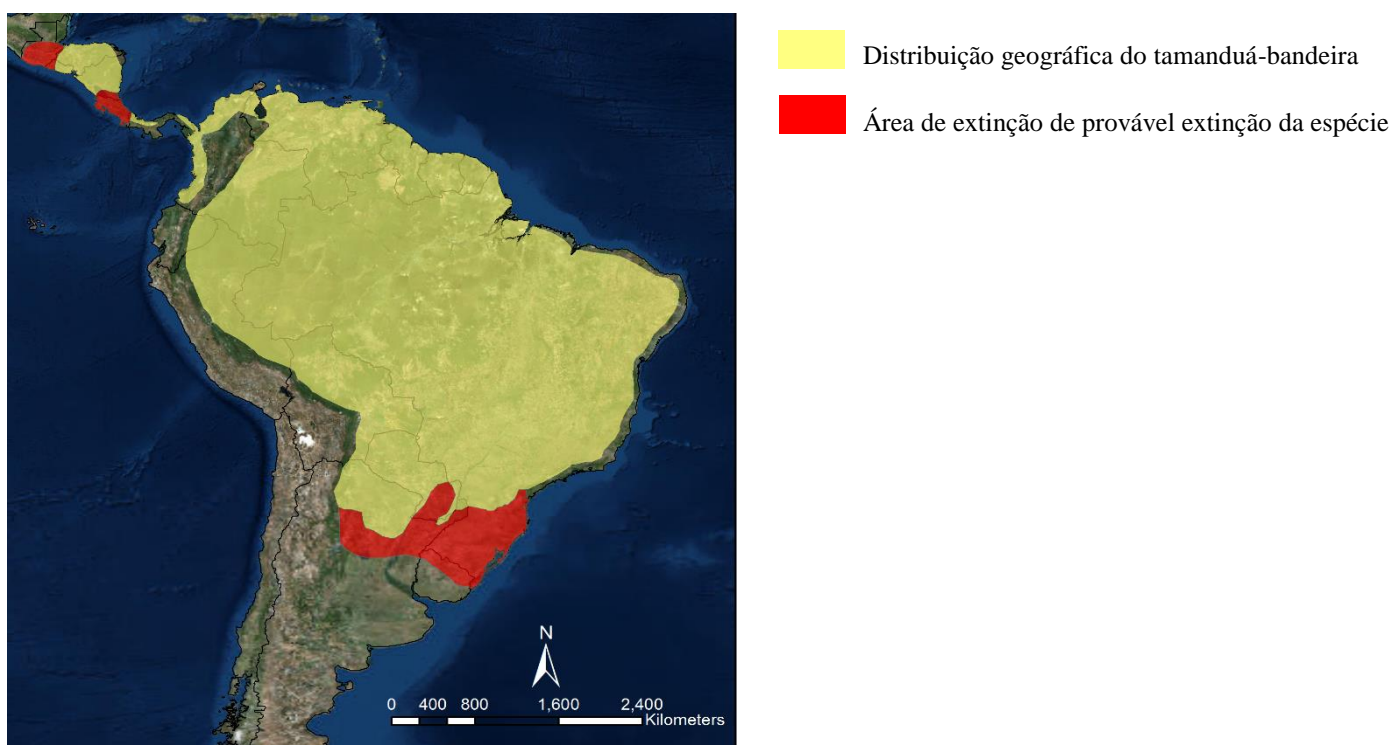 Distribuição geográfica do tamanduá-bandeira
Área de extinção de provável extinção da espécie
N
0 400 800 1,600 2,400
Kilometers